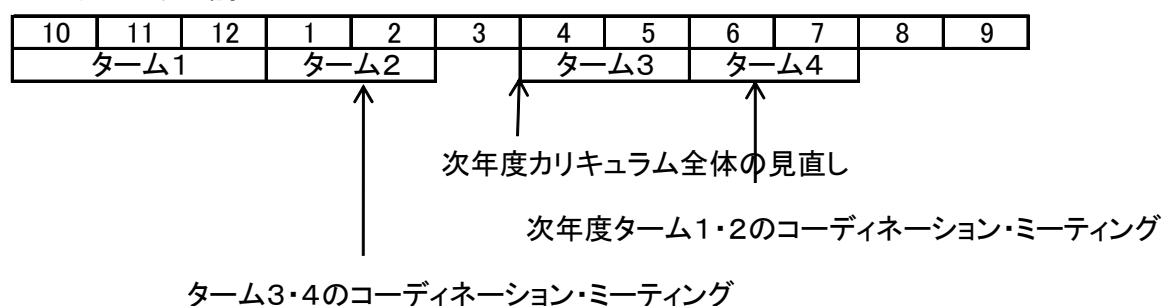 10 11 12 1 2 3 4 5 6 7 8 9
ターム1 ターム2 ターム3 ターム4
次年度カリキュラム全体の見直し
次年度ターム1・2のコーディネーション・ミーティング
ターム3・4のコーディネーション・ミーティング